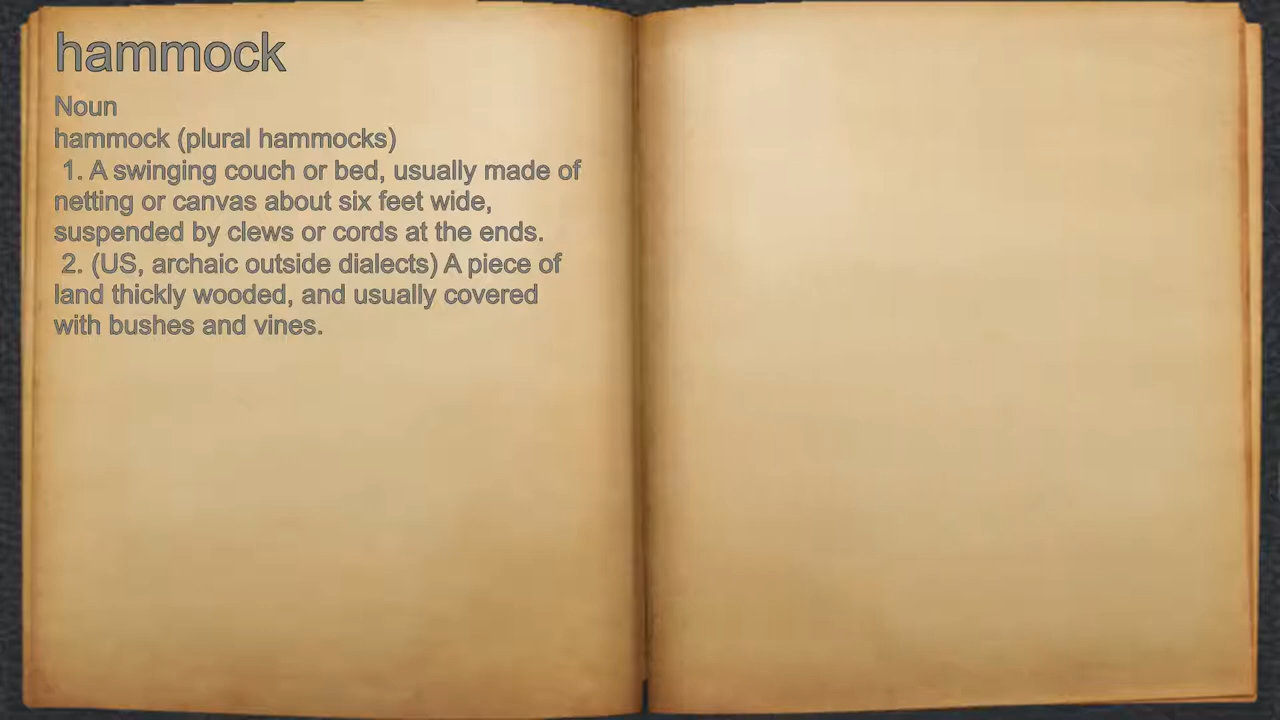 hammock
Noun
hammock (plural hammocks)
1. A swinging couch or bed, usually made of
netting or canvas about six feet wide,
suspended by clews or cords at the ends.
2. (US, archaic outside dialects) A piece of
land thickly wooded, and usually covered
with bushes and vines.